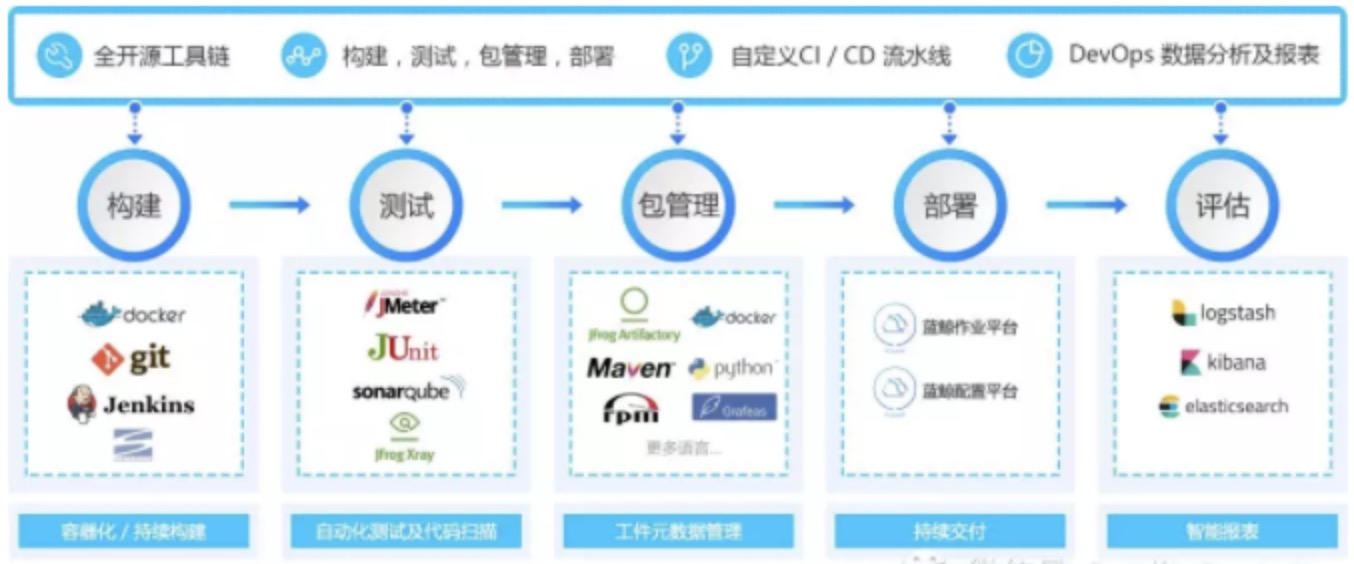 全开源工具链
构建，测试，包管理，部署
自定义CI / CD 流水线
DevOps 数据分析及报表
构建
测试
包管理
部署
评估
docker
git
Jenkins
JMeter
JUnit
sonarqube
JFrog Xray
JFrog Artifactory
docker
Maven
python
rpm
Grafeas
更多语言...
蓝鲸作业平台
蓝鲸配置平台
logstash
kibana
elasticsearch
容器化 / 持续构建
自动化测试及代码扫描
工件元数据管理
持续交付
智能报表